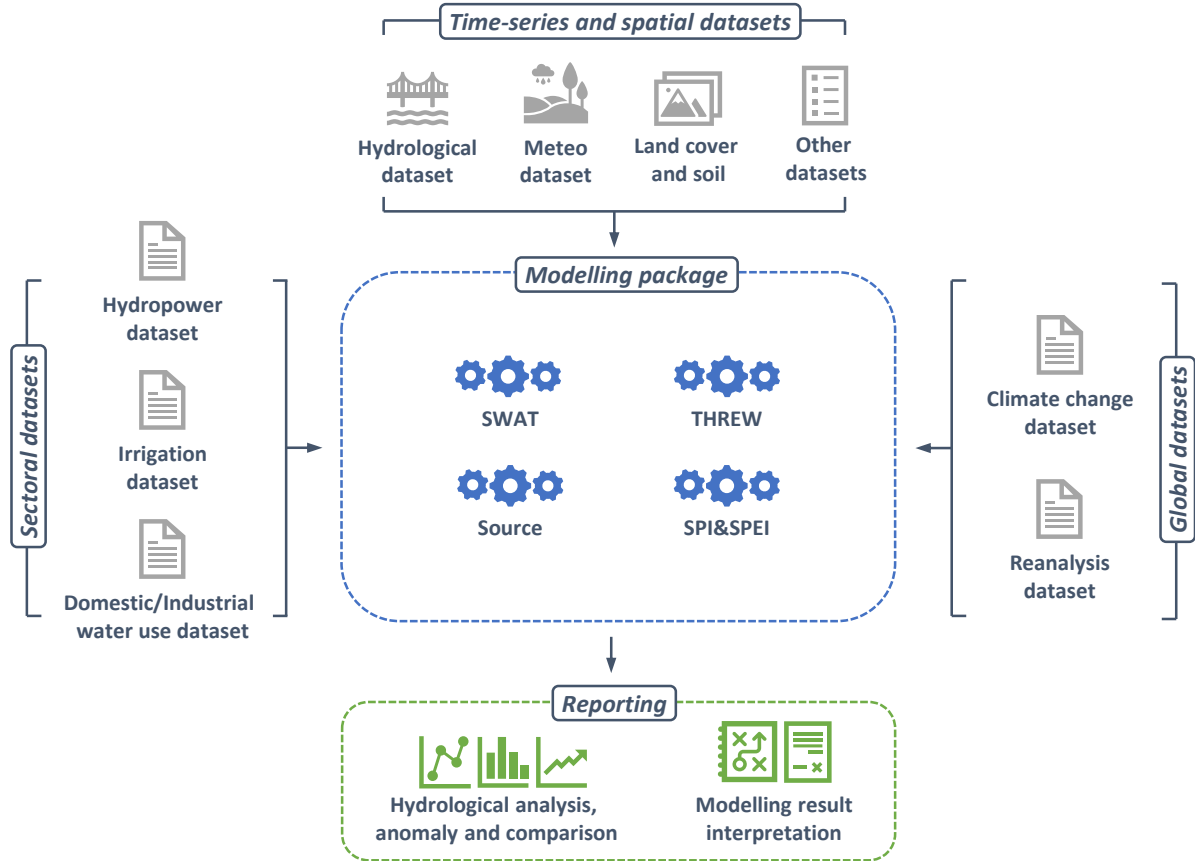 Time-series and spatial datasets
Hydrological
dataset
Meteo
dataset
Land cover
and soil
Other
datasets
Sectoral datasets
Hydropower
dataset
Irrigation
dataset
Domestic/Industrial
water use dataset
Modelling package
SWAT
THREW
Source
SPI&SPEI
Global datasets
Climate change
dataset
Reanalysis
dataset
Reporting
Hydrological analysis,
anomaly and comparison
Modelling result
interpretation